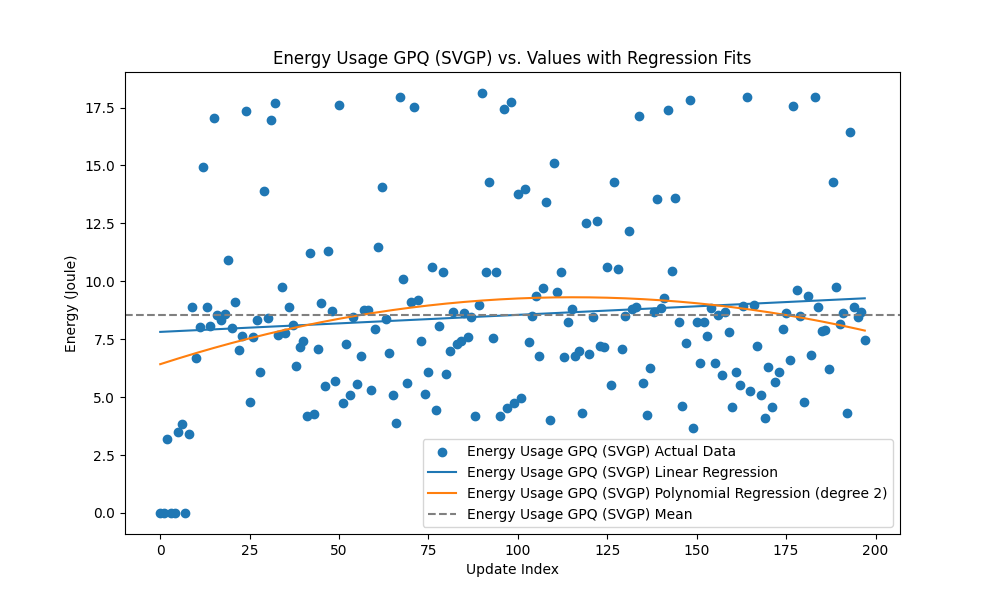 Energy Usage GPQ (SVGP) vs. Values with Regression Fits
Energy (Joule)
17.5
15.0
12.5
10.0
7.5
5.0
2.5
0.0
Energy Usage GPQ (SVGP) Actual Data
Energy Usage GPQ (SVGP) Linear Regression
Energy Usage GPQ (SVGP) Polynomial Regression (degree 2)
Energy Usage GPQ (SVGP) Mean
0 25 50 75 100 125 150 175 200
Update Index